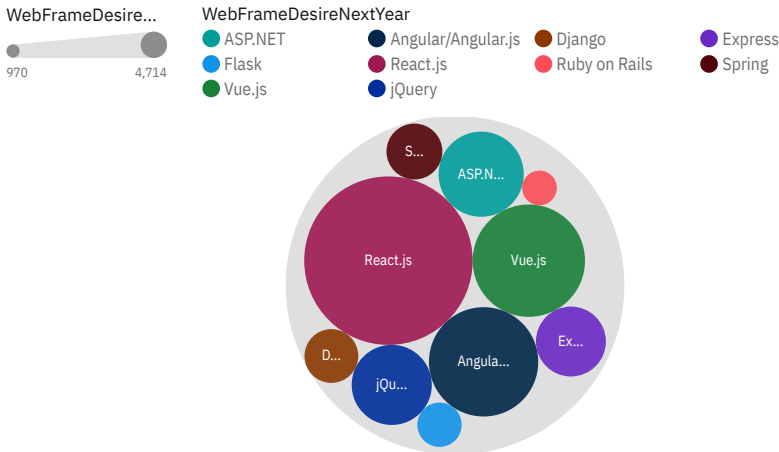 WebFrameDesire...
970
4,714
WebFrameDesireNextYear
ASP.NET
Angular/Angular.js
Django
Express
Flask
React.js
Ruby on Rails
Spring
Vue.js
jQuery
S...
ASP.N...
React.js
Vue.js
Ex...
D...
Angula...
jQu...